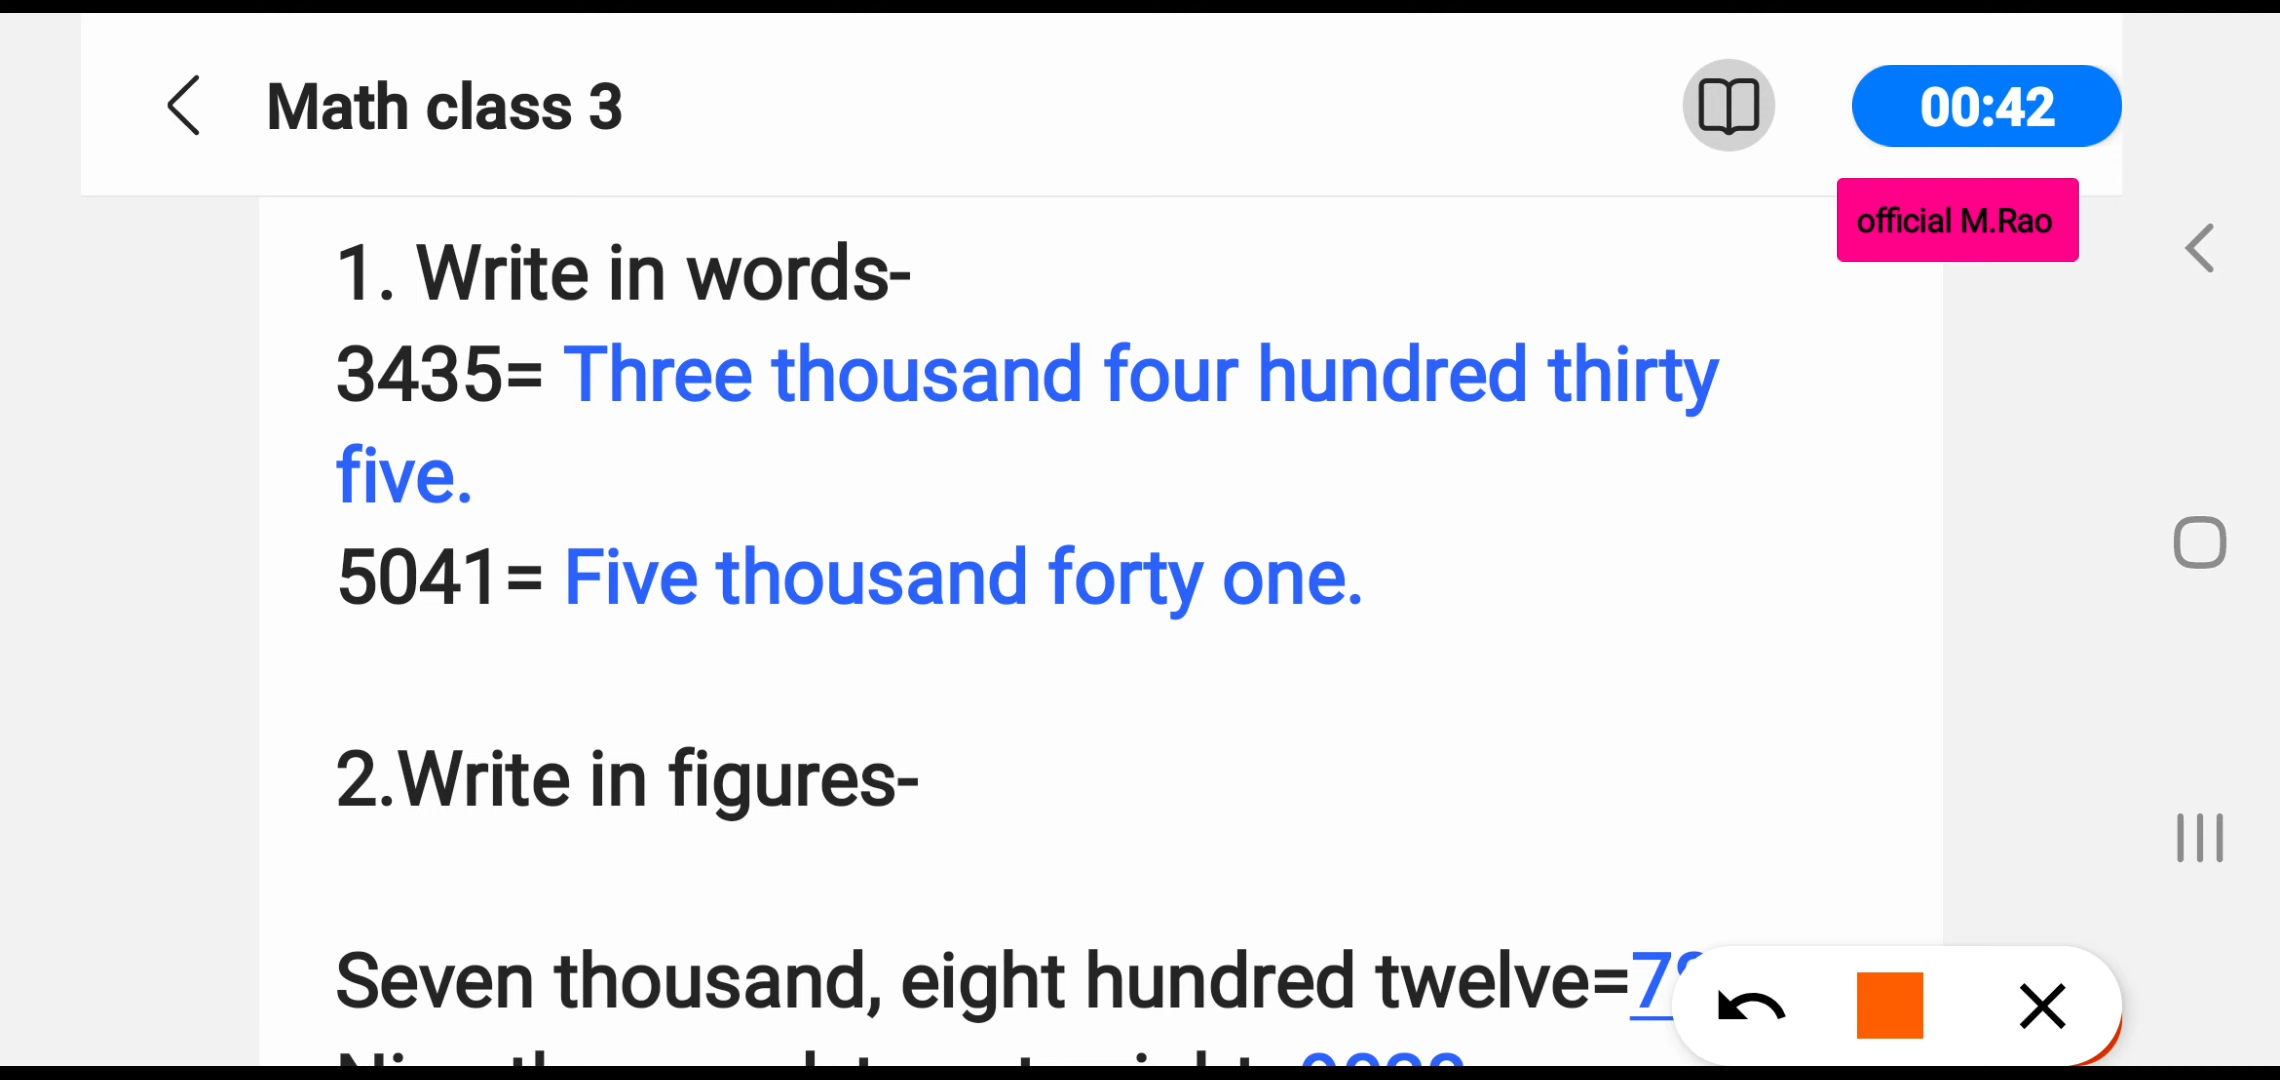 Math class 3
00:42
official M.Rao
1. Write in words-
3435= Three thousand four hundred thirty
five.
5041= Five thousand forty one.
2.Write in figures-
Seven thousand, eight hundred twelve=7